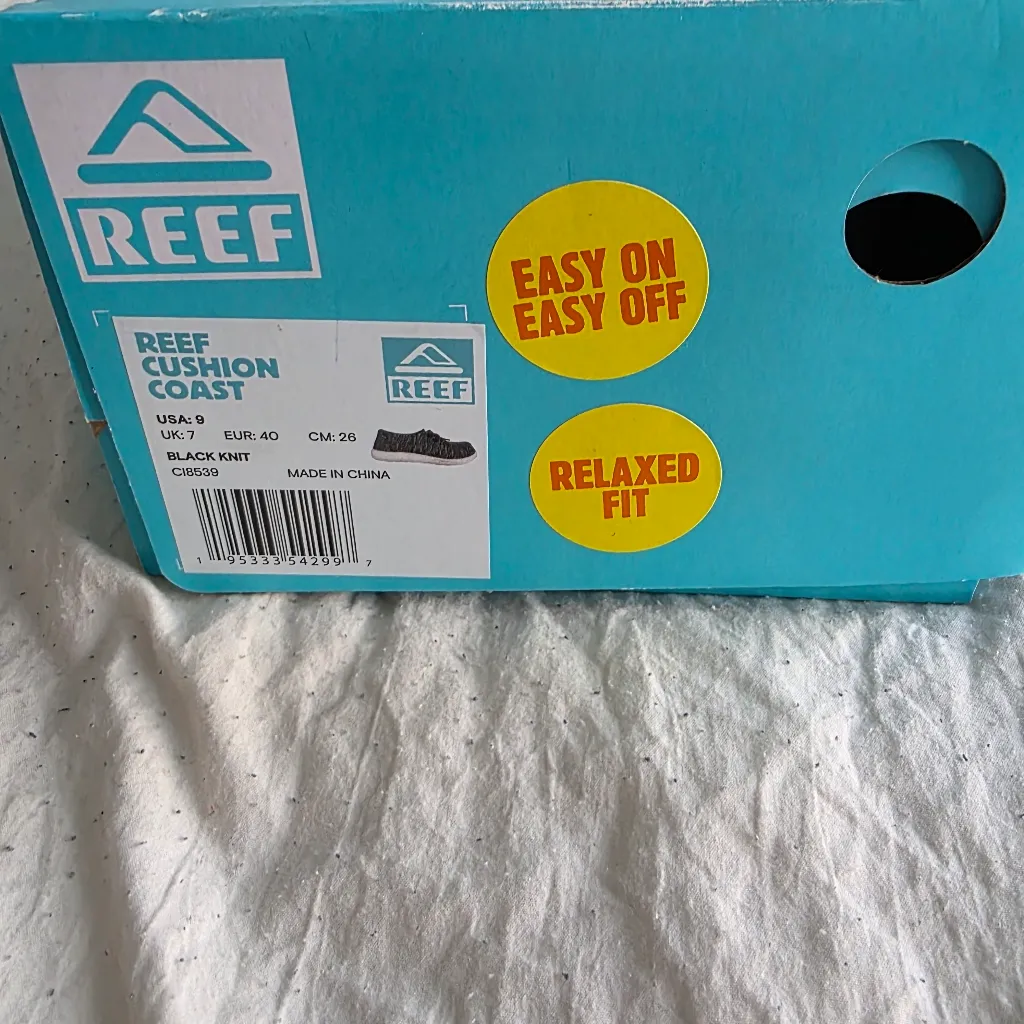 REEF
EASY ON
EASY OFF
REEF
CUSHION
COAST
REEF
USA: 9
UK: 7 EUR: 40 CM: 26
BLACK KNIT
CI8539 MADE IN CHINA
1 95333 54299 7
RELAXED
FIT